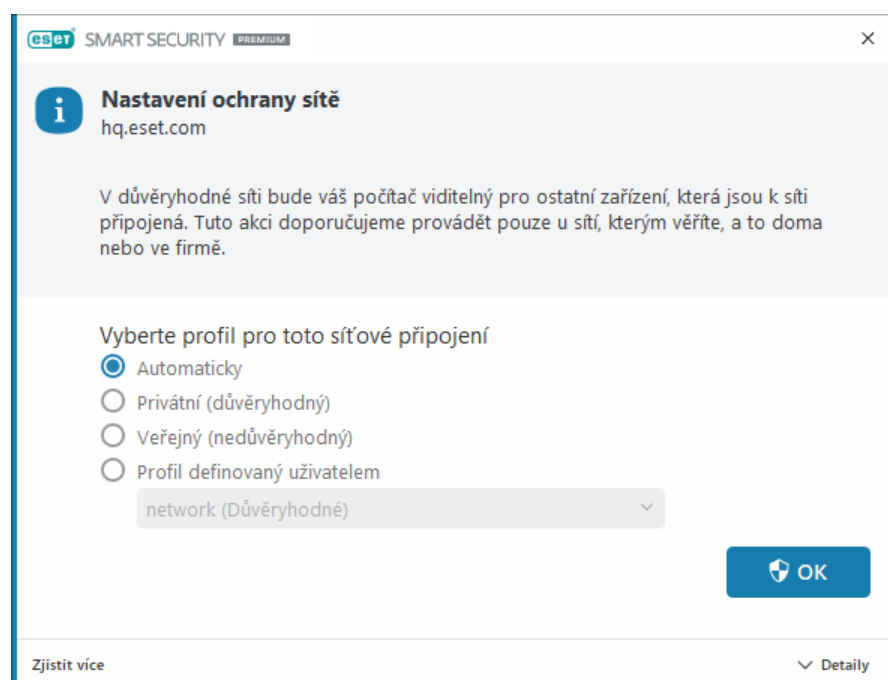 eset SMART SECURITY PREMIUM
Nastavení ochrany sítě
hq.eset.com
V důvěryhodné síti bude váš počítač viditelný pro ostatní zařízení, která jsou k síti
připojená. Tuto akci doporučujeme provádět pouze u sítí, kterým věříte, a to doma
nebo ve firmě.
Vyberte profil pro toto síťové připojení
Automaticky
Privátní (důvěryhodný)
Veřejný (nedůvěryhodný)
Profil definovaný uživatelem
network (Důvěryhodné)
OK
Zjistit více Detaily